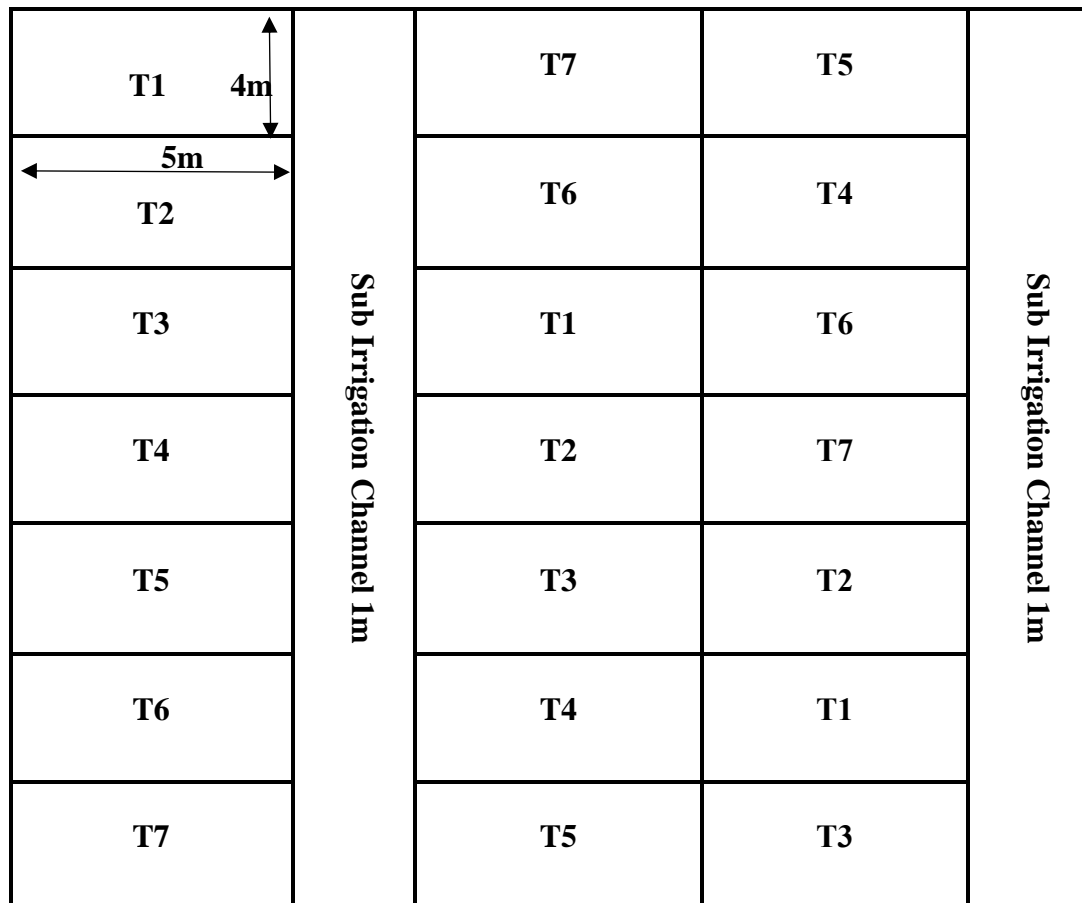 T1 4m T7 T5
5m
T2 T6 T4
T3 T1 T6
Sub Irrigation Channel 1m
Sub Irrigation Channel 1m
T4 T2 T7
T5 T3 T2
T6 T4 T1
T7 T5 T3